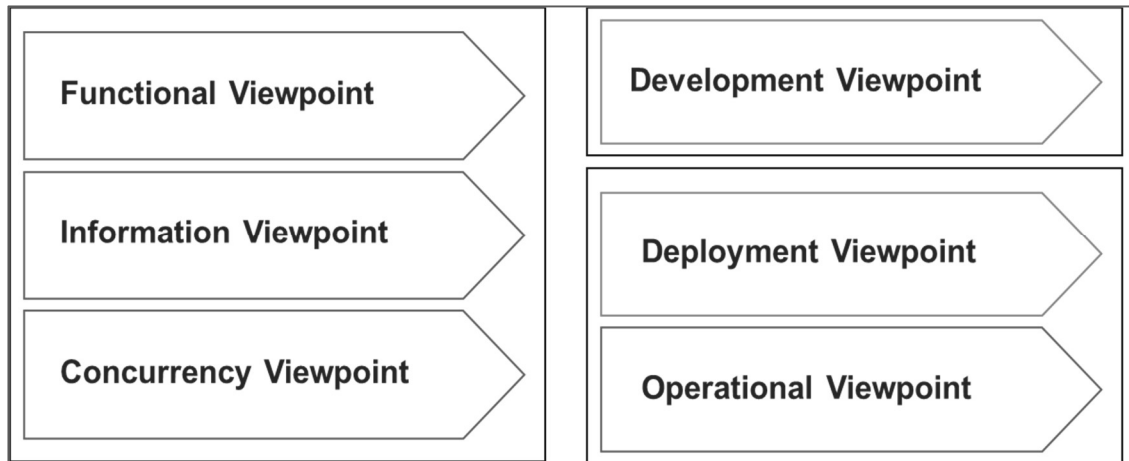 Functional Viewpoint
Information Viewpoint
Concurrency Viewpoint
Development Viewpoint
Deployment Viewpoint
Operational Viewpoint